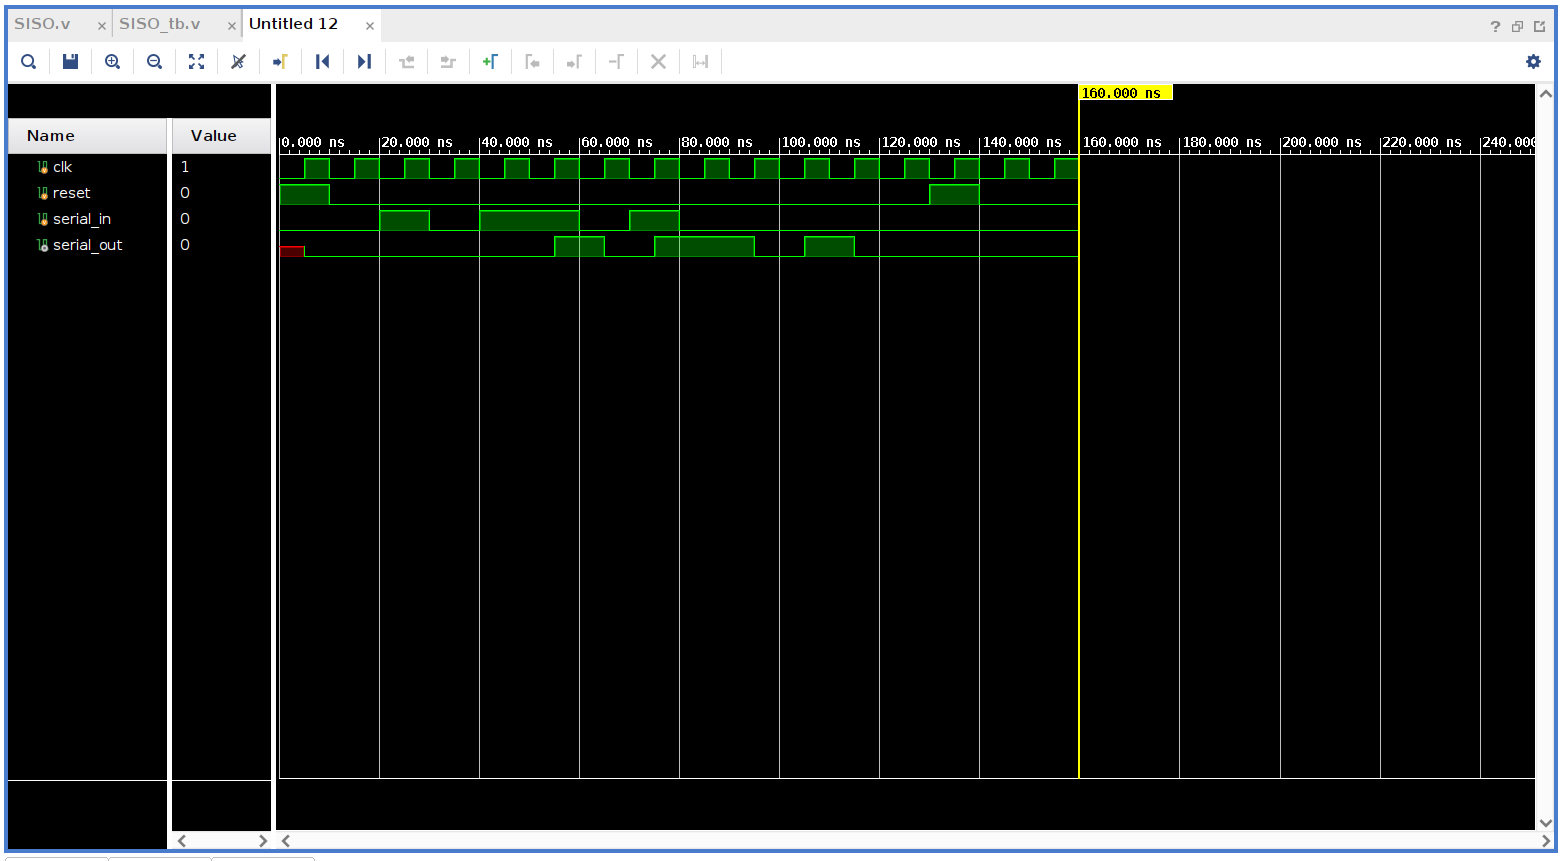 SISO.v × SISO_tb.v × Untitled 12 ×
?
160.000 ns
Name Value
0.000 ns 20.000 ns 40.000 ns 60.000 ns 80.000 ns 100.000 ns 120.000 ns 140.000 ns 160.000 ns 180.000 ns 200.000 ns 220.000 ns 240.000
clk 1
reset 0
serial_in 0
serial_out 0